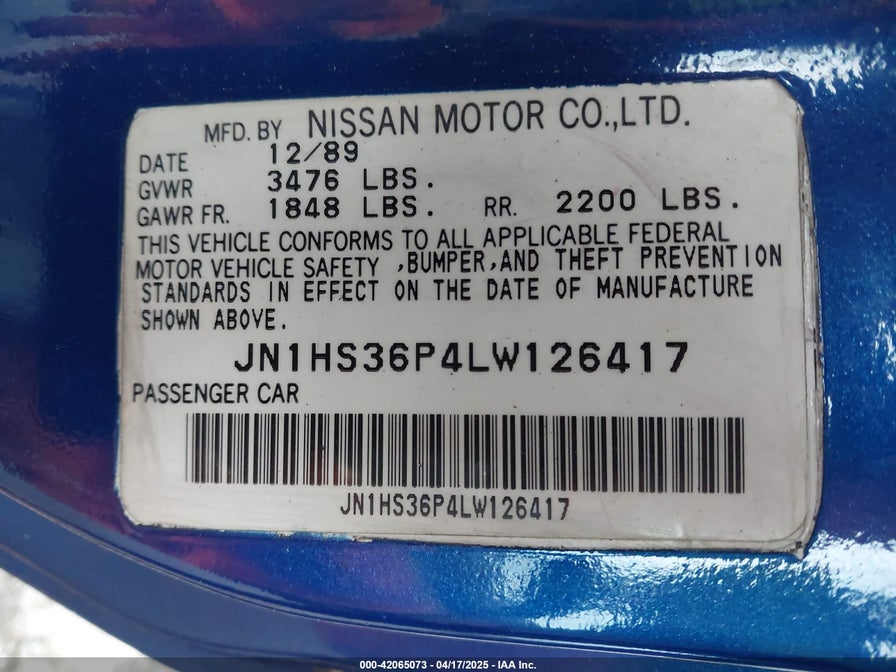 MFD. BY NISSAN MOTOR CO.,LTD.
DATE 12/89
GVWR 3476 LBS.
GAWR FR. 1848 LBS. RR. 2200 LBS.
THIS VEHICLE CONFORMS TO ALL APPLICABLE FEDERAL
MOTOR VEHICLE SAFETY ,BUMPER,AND THEFT PREVENTION
STANDARDS IN EFFECT ON THE DATE OF MANUFACTURE
SHOWN ABOVE.
JN1HS36P4LW126417
PASSENGER CAR
JN1HS36P4LW126417
000-42065073 - 04/17/2025 - IAA Inc.